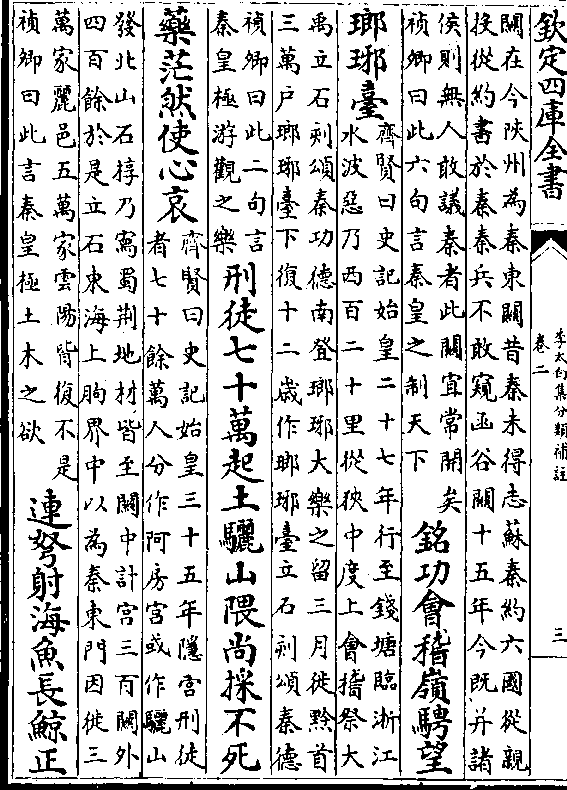 欽定四庫全書
李太白集分類補註
卷二
三
關在今陝州為秦東關昔秦未得志蘇秦約六國從親
投從約書於秦秦兵不敢窺函谷關十五年今既并諸
侯則無人敢議秦者此關宜常開矣
禎卿曰此六句言秦皇之制天下
銘功會稽嶺騁望
瑯琊臺
齊賢曰史記始皇二十七年行至錢塘臨浙江
水波惡乃西百二十里從狹中度上會稽祭大
禹立石刻頌秦功德南登瑯琊大樂之留三月徙黔首
三萬户瑯琊臺下復十二歲作瑯琊臺立石刻頌秦德
禎卿曰此二句言
秦皇極游觀之樂
刑徒七十萬起土驪山隈尚採不死
藥茫然使心哀
齊賢曰史記始皇三十五年隱宮刑徒
者七十餘萬人分作阿房宮或作驪山
發北山石椁乃寫蜀荆地材皆至關中計宮三百關外
四百餘於是立石東海上朐界中以為秦東門因徙三
萬家麗邑五萬家雲陽皆復不是
禎卿曰此言秦皇極土木之欲
連弩射海魚長鯨正